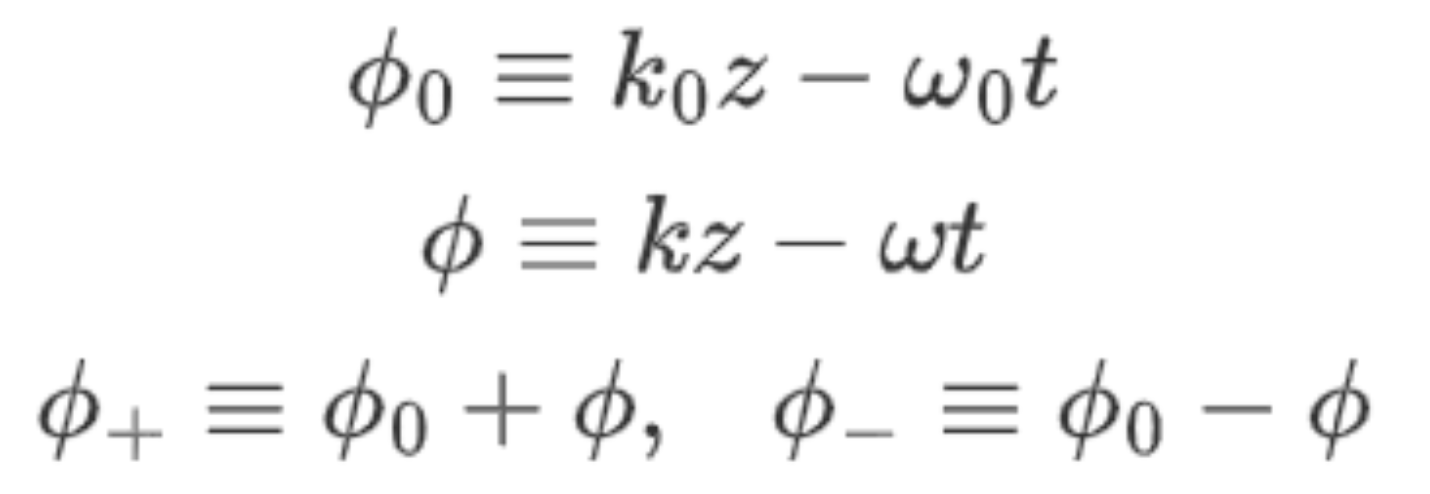 ϕ₀ ≡ k₀z − ω₀t
ϕ ≡ kz − ωt
ϕ₊ ≡ ϕ₀ + ϕ, ϕ₋ ≡ ϕ₀ − ϕ